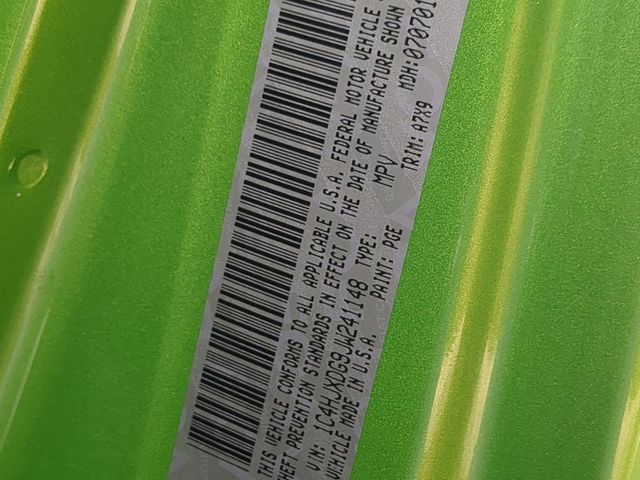 THIS VEHICLE CONFORMS TO ALL APPLICABLE U.S.A. FEDERAL MOTOR VEHICLE
THEFT PREVENTION STANDARDS IN EFFECT ON THE DATE OF MANUFACTURE SHOWN
VIN: 1C4HJXDG9JW241148 TYPE: MPV MDH: 070701
VEHICLE MADE IN U.S.A. PAINT: PGE TRIM: A7X9